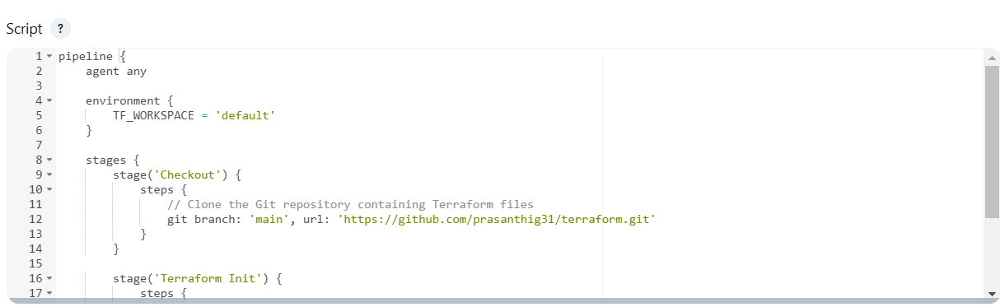 Script ?
1 pipeline {
2 agent any
3
4 environment {
5 TF_WORKSPACE = 'default'
6 }
7
8 stages {
9 stage('Checkout') {
10 steps {
11 // Clone the Git repository containing Terraform files
12 git branch: 'main', url: 'https://github.com/prasanthig31/terraform.git'
13 }
14 }
15
16 stage('Terraform Init') {
17 steps {